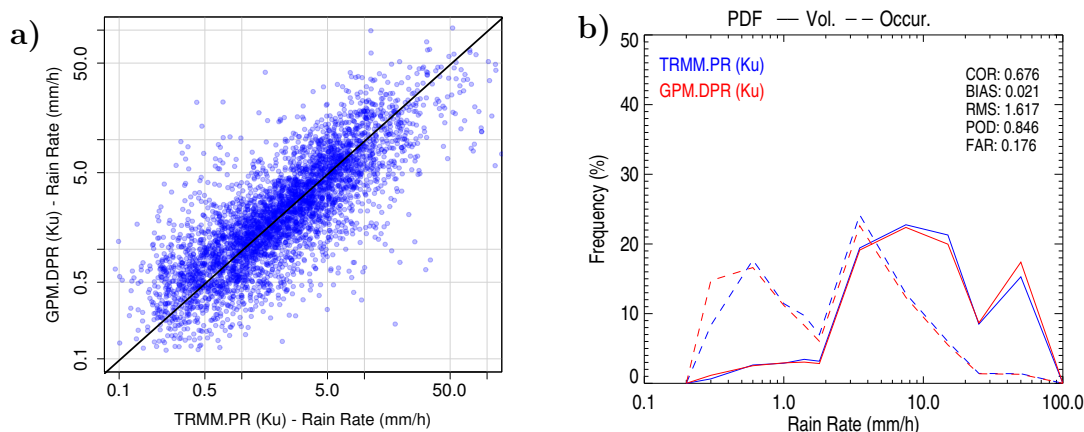 a)
GPM.DPR (Ku) - Rain Rate (mm/h)
50.0
5.0
0.5
0.1
0.1 0.5 5.0 50.0
TRMM.PR (Ku) - Rain Rate (mm/h)
b)
PDF Vol. Occur.
TRMM.PR (Ku)
GPM.DPR (Ku)
COR: 0.676
BIAS: 0.021
RMS: 1.617
POD: 0.846
FAR: 0.176
Frequency (%)
50
40
30
20
10
0
0.1 1.0 10.0 100.0
Rain Rate (mm/h)